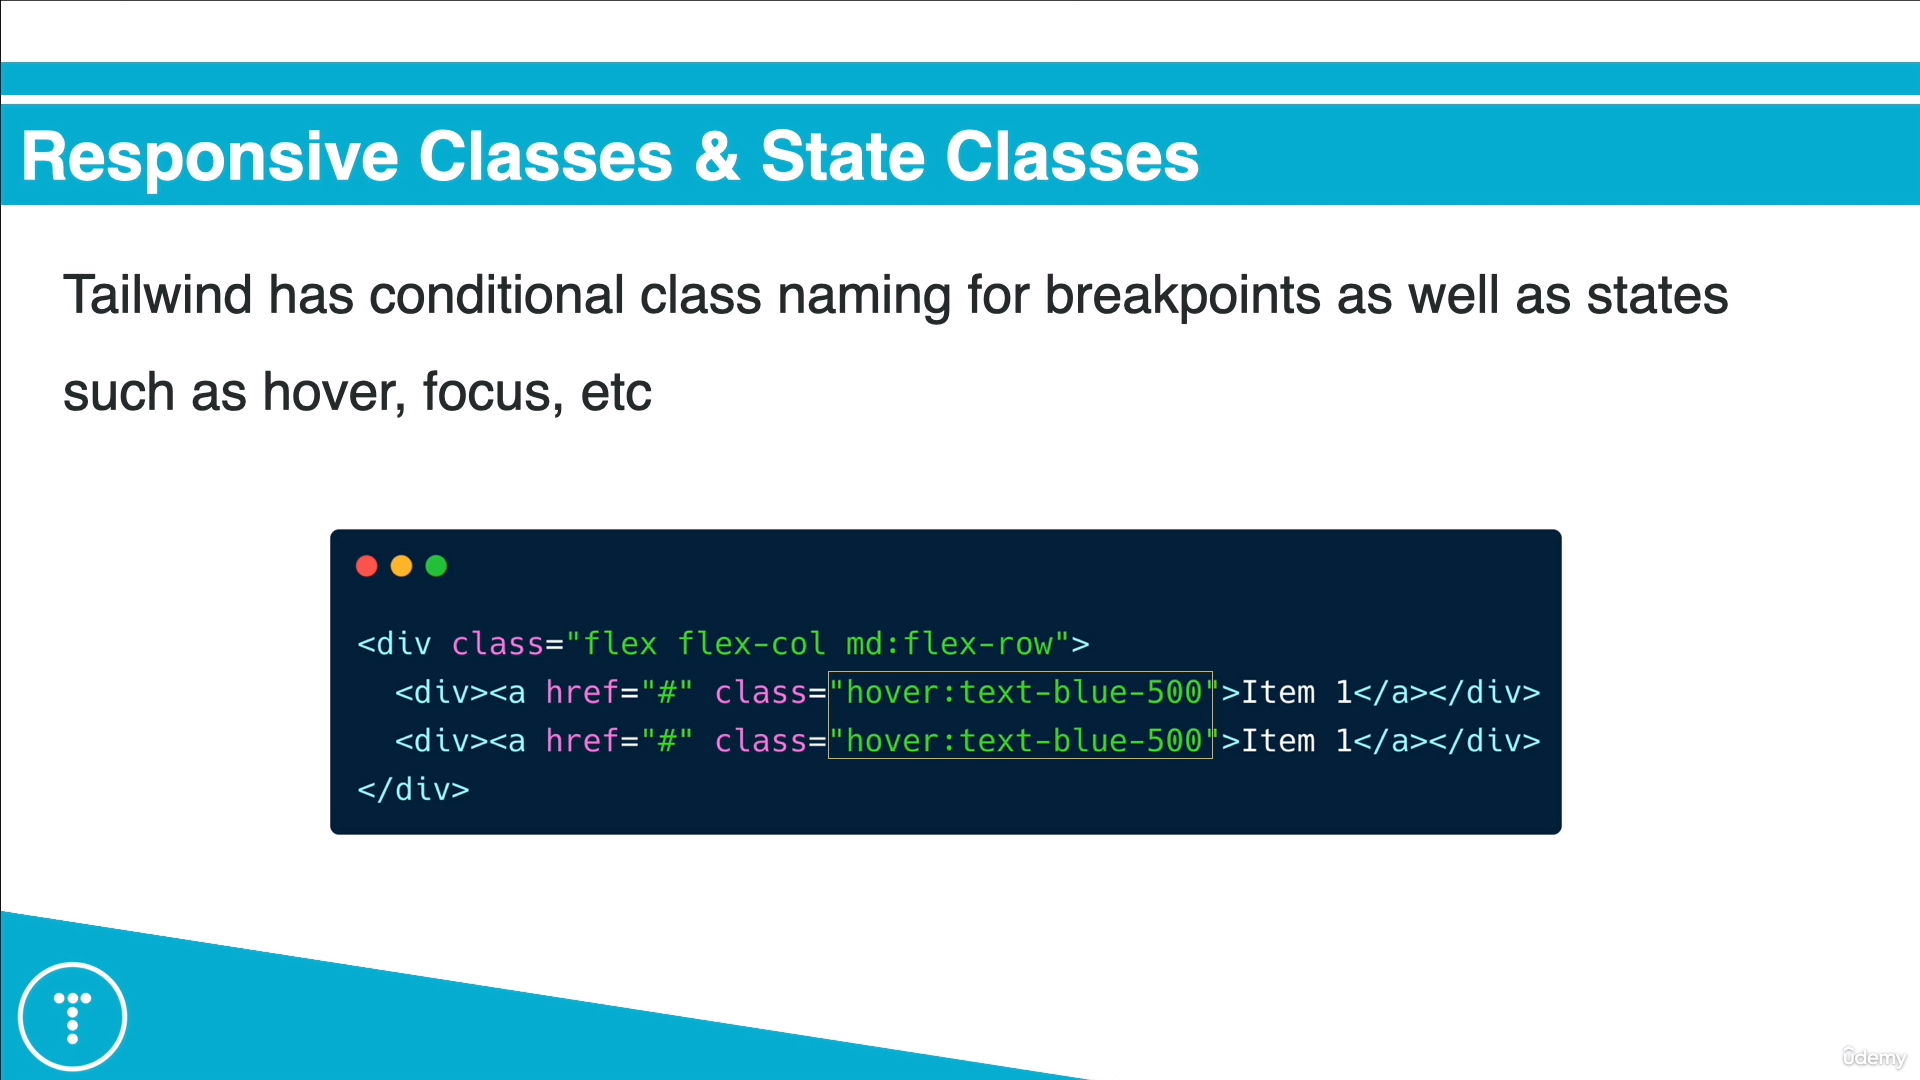 Responsive Classes & State Classes
Tailwind has conditional class naming for breakpoints as well as states
such as hover, focus, etc
<div class="flex flex-col md:flex-row">
  <div><a href="#" class="hover:text-blue-500">Item 1</a></div>
  <div><a href="#" class="hover:text-blue-500">Item 1</a></div>
</div>
T
ûdemy